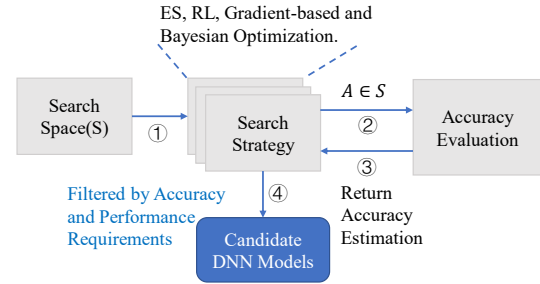 ES, RL, Gradient-based and
Bayesian Optimization.
Search
Space(S)
①
Search
Strategy
A ∈ S
②
③
Accuracy
Evaluation
Return
Accuracy
Estimation
④
Filtered by Accuracy
and Performance
Requirements
Candidate
DNN Models